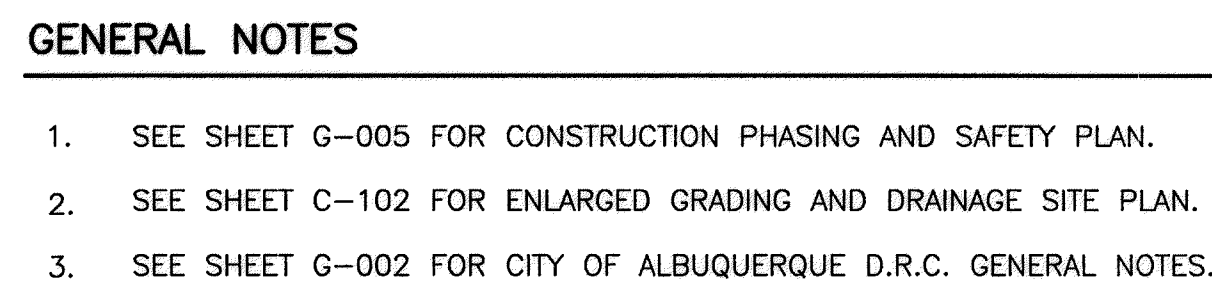 GENERAL NOTES
1. SEE SHEET G-005 FOR CONSTRUCTION PHASING AND SAFETY PLAN.
2. SEE SHEET C-102 FOR ENLARGED GRADING AND DRAINAGE SITE PLAN.
3. SEE SHEET G-002 FOR CITY OF ALBUQUERQUE D.R.C. GENERAL NOTES.